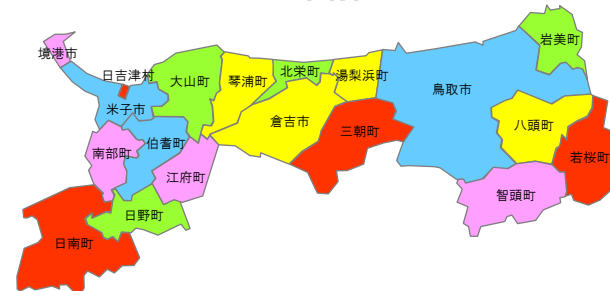 岩美町
境港市
北栄町
日吉津村
大山町
琴浦町
湯梨浜町
鳥取市
米子市
倉吉市
八頭町
三朝町
伯耆町
南部町
若桜町
江府町
智頭町
日野町
日南町